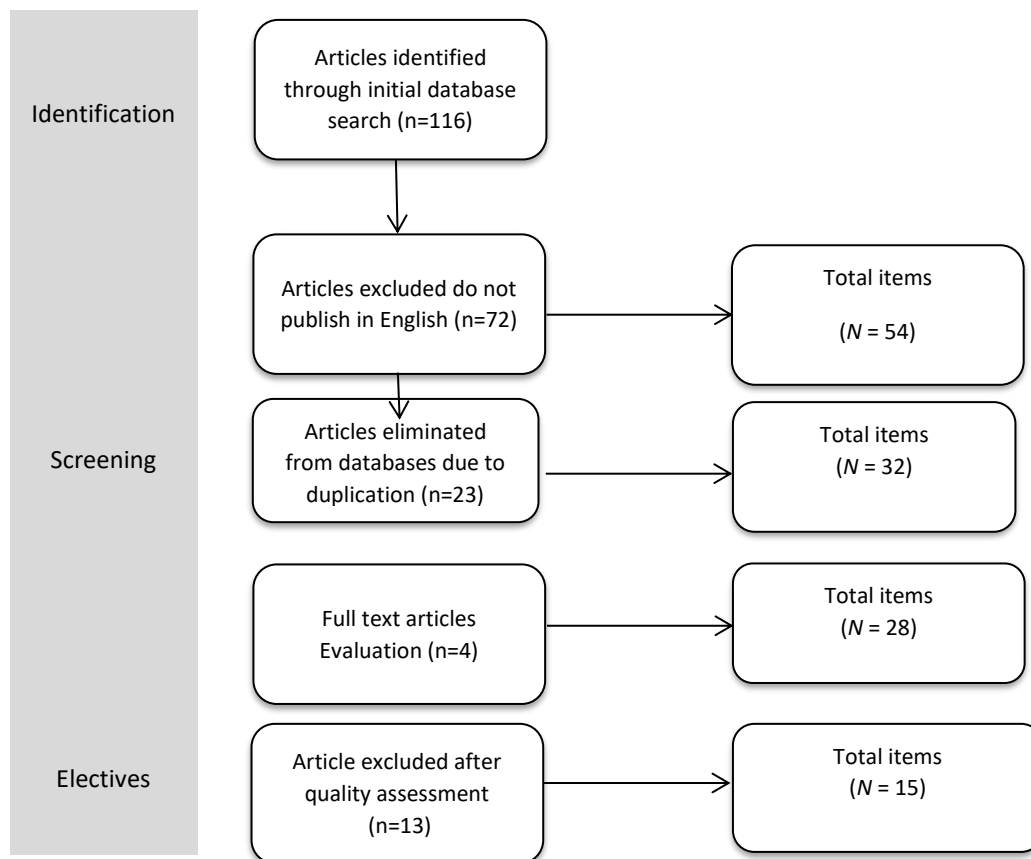 Identification
Articles identified
through initial database
search (n=116)
Articles excluded do not
publish in English (n=72)
Total items
(N = 54)
Screening
Articles eliminated
from databases due to
duplication (n=23)
Total items
(N = 32)
Full text articles
Evaluation (n=4)
Total items
(N = 28)
Electives
Article excluded after
quality assessment
(n=13)
Total items
(N = 15)